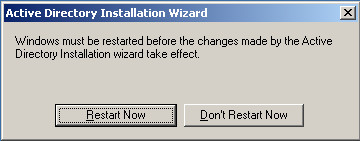 Active Directory Installation Wizard
Windows must be restarted before the changes made by the Active
Directory Installation wizard take effect.
Restart Now
Don't Restart Now